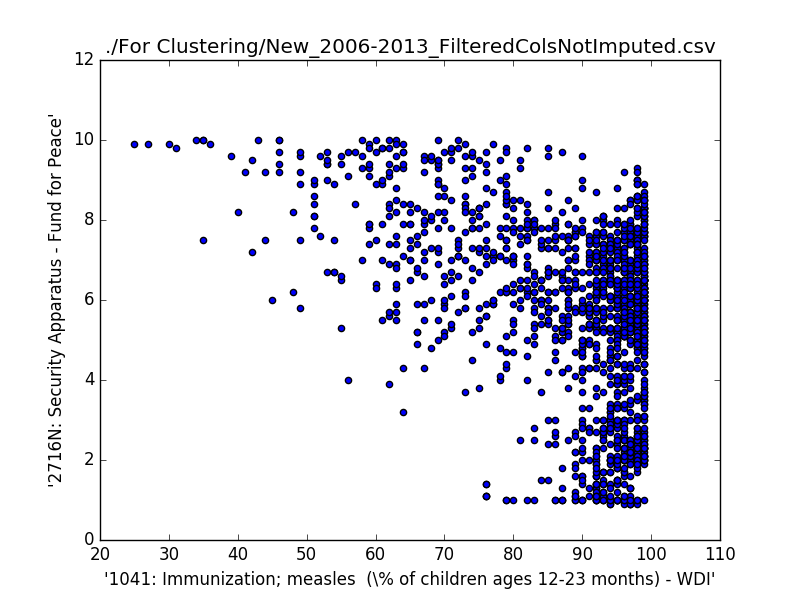 ./For Clustering/New_2006-2013_FilteredColsNotImputed.csv
12
10
8
6
4
2
0
'2716N: Security Apparatus - Fund for Peace'
20 30 40 50 60 70 80 90 100 110
'1041: Immunization; measles  (\% of children ages 12-23 months) - WDI'